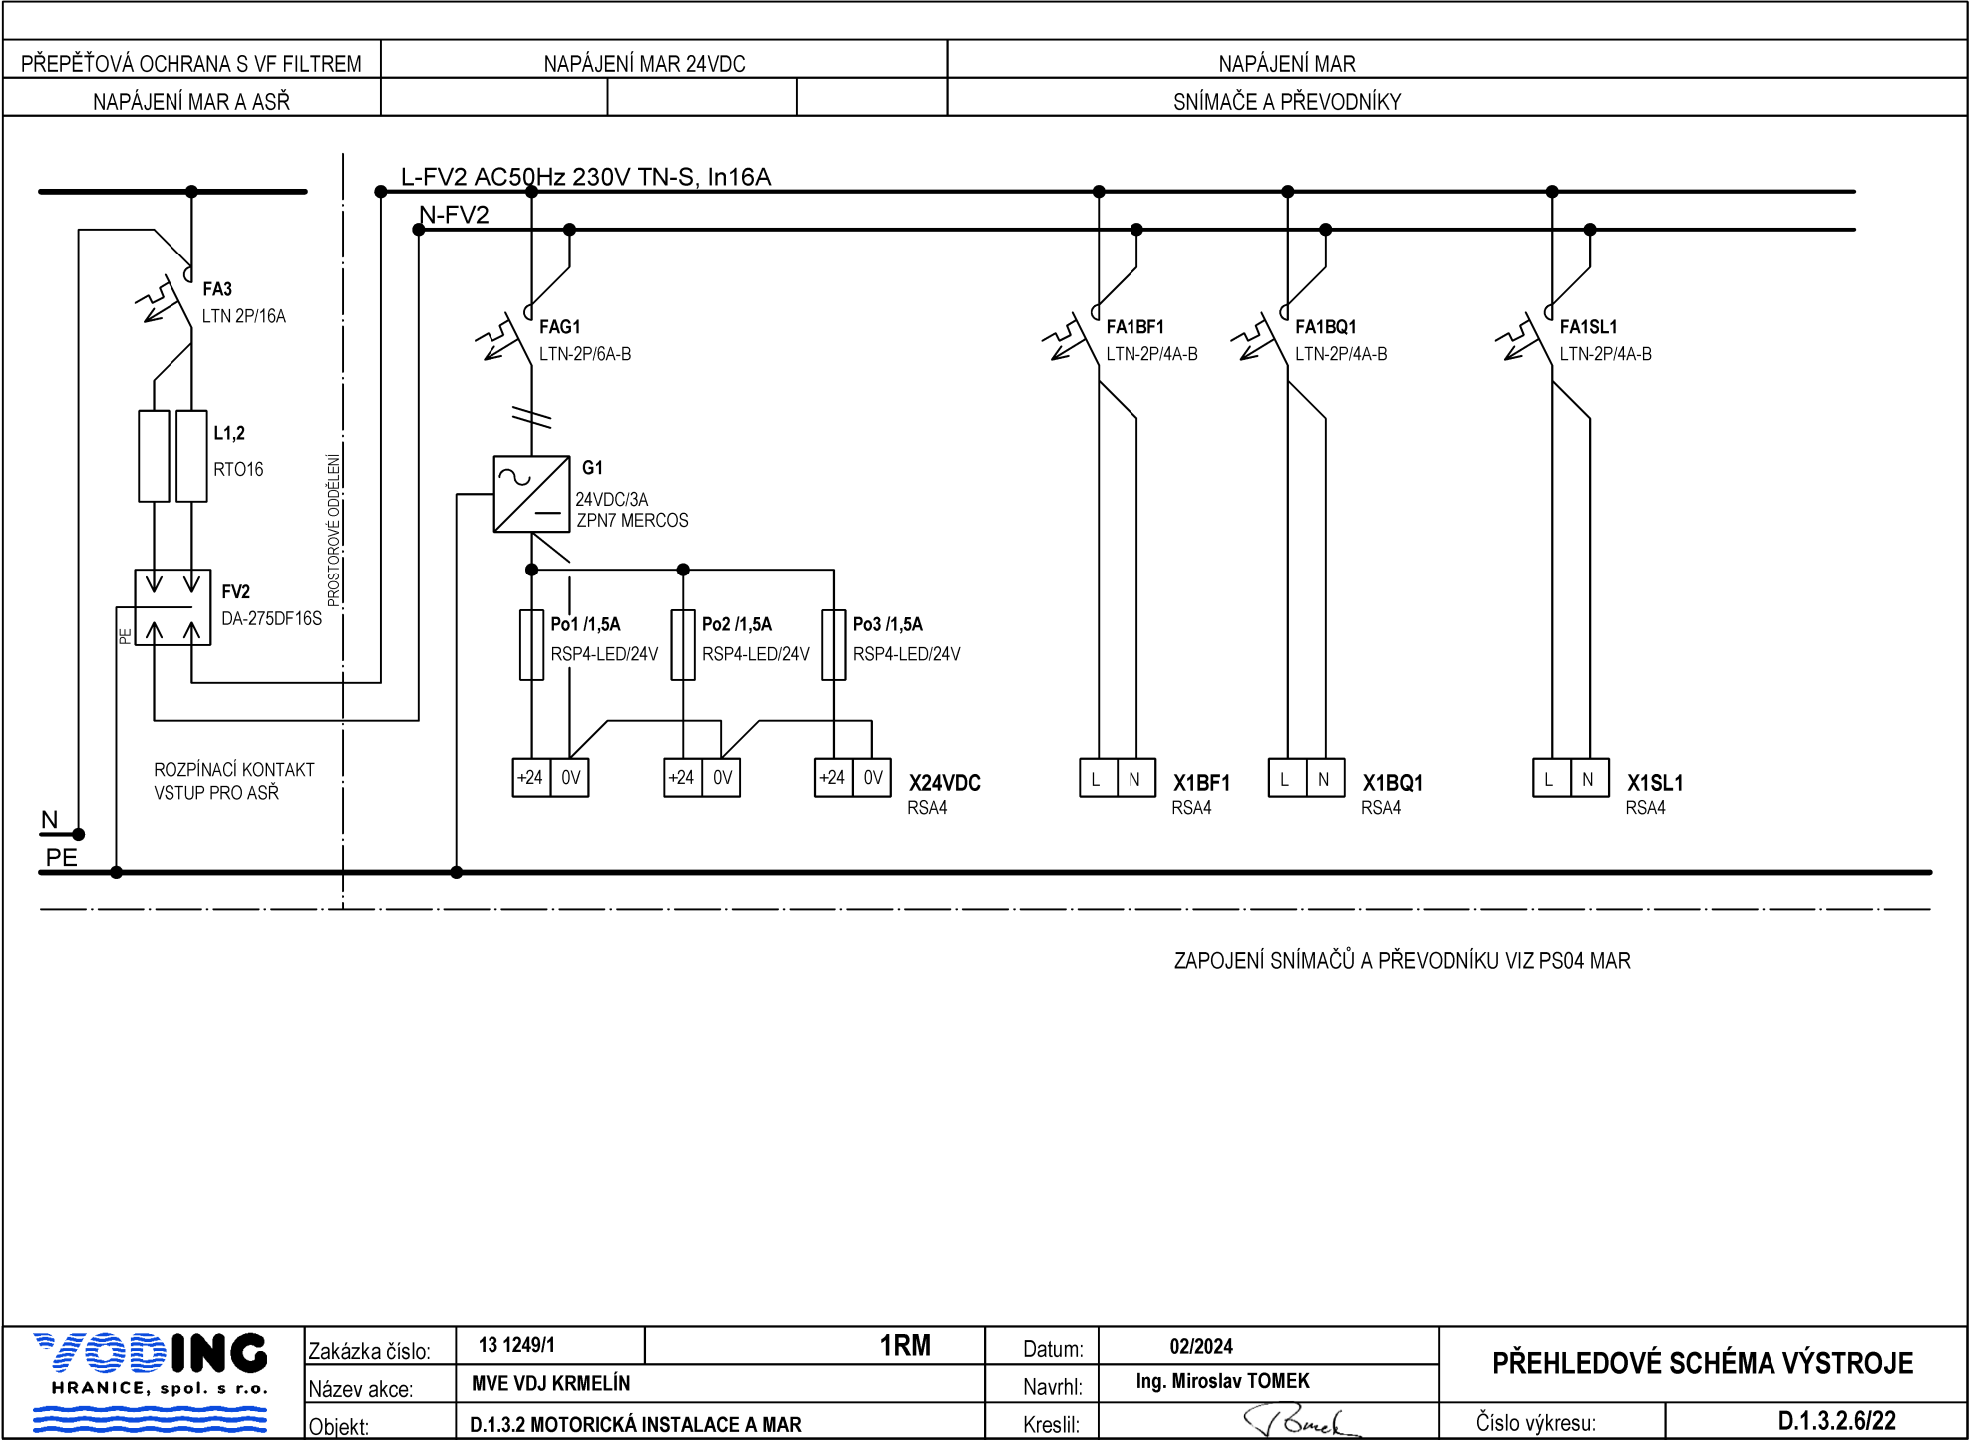 PŘEPĚŤOVÁ OCHRANA S VF FILTREM
NAPÁJENÍ MAR 24VDC
NAPÁJENÍ MAR
NAPÁJENÍ MAR A ASŘ
SNÍMAČE A PŘEVODNÍKY
L-FV2 AC50Hz 230V TN-S, In16A
N-FV2
FA3
LTN 2P/16A
FAG1
LTN-2P/6A-B
FA1BF1
LTN-2P/4A-B
FA1BQ1
LTN-2P/4A-B
FA1SL1
LTN-2P/4A-B
L1,2
RTO16
PROSTOROVÉ ODDĚLENÍ
G1
24VDC/3A
ZPN7 MERCOS
FV2
DA-275DF16S
PE
Po1 /1,5A
RSP4-LED/24V
Po2 /1,5A
RSP4-LED/24V
Po3 /1,5A
RSP4-LED/24V
+24 0V
+24 0V
+24 0V
X24VDC
RSA4
L N
X1BF1
RSA4
L N
X1BQ1
RSA4
L N
X1SL1
RSA4
ROZPÍNACÍ KONTAKT
VSTUP PRO ASŘ
N
PE
ZAPOJENÍ SNÍMAČŮ A PŘEVODNÍKU VIZ PS04 MAR
VODING
HRANICE, spol. s r.o.
Zakázka číslo: 13 1249/1 1RM
Název akce: MVE VDJ KRMELÍN
Objekt: D.1.3.2 MOTORICKÁ INSTALACE A MAR
Datum: 02/2024
Navrhl: Ing. Miroslav TOMEK
Kreslil:
PŘEHLEDOVÉ SCHÉMA VÝSTROJE
Číslo výkresu: D.1.3.2.6/22